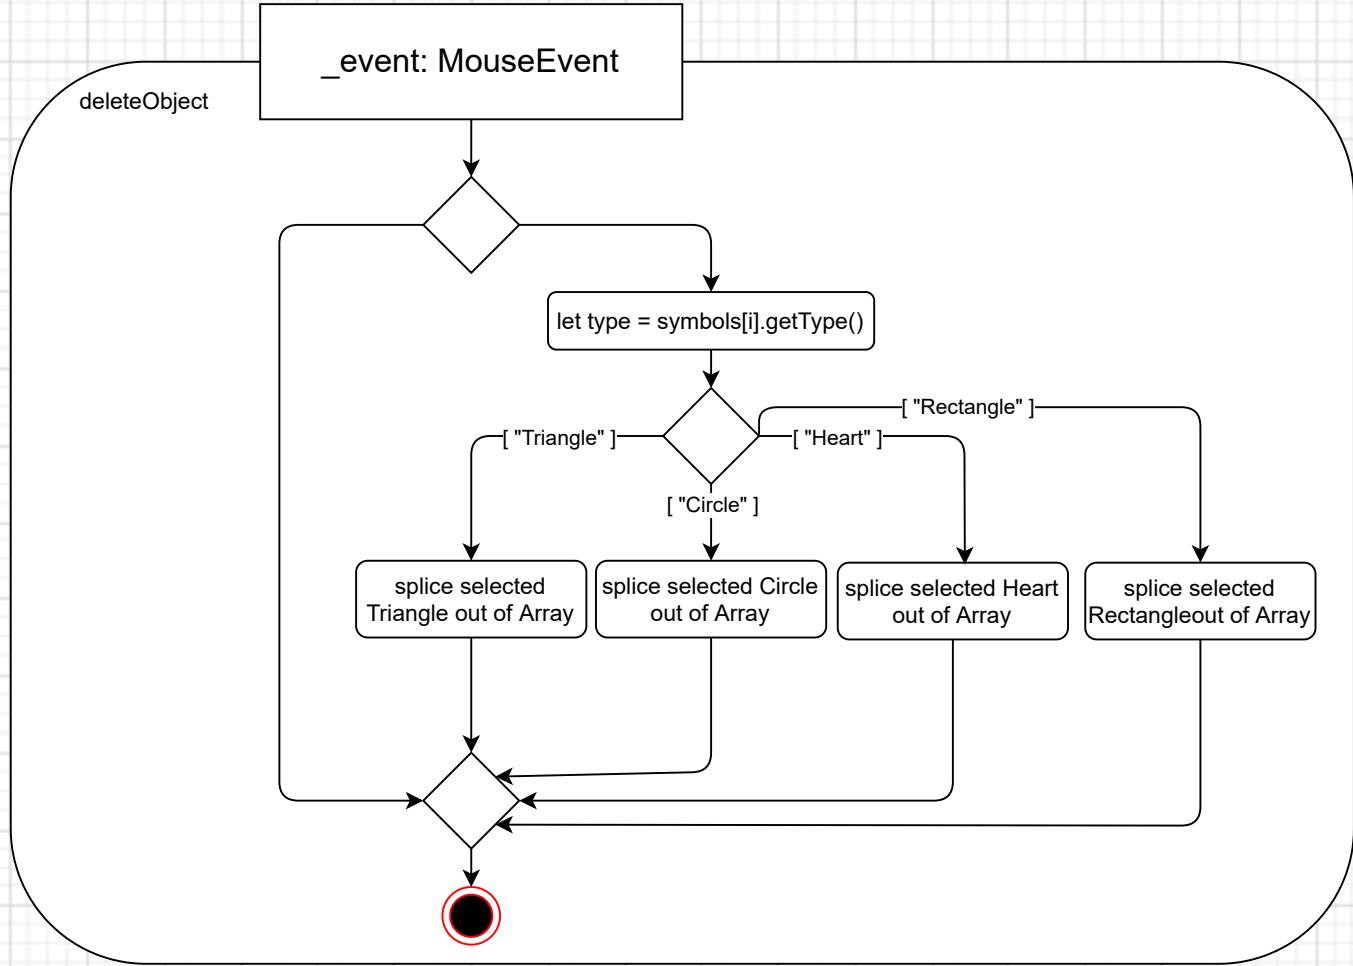 _event: MouseEvent
deleteObject
let type = symbols[i].getType()
[ "Rectangle" ]
[ "Triangle" ]
[ "Heart" ]
[ "Circle" ]
splice selected
Triangle out of Array
splice selected Circle
out of Array
splice selected Heart
out of Array
splice selected
Rectangleout of Array